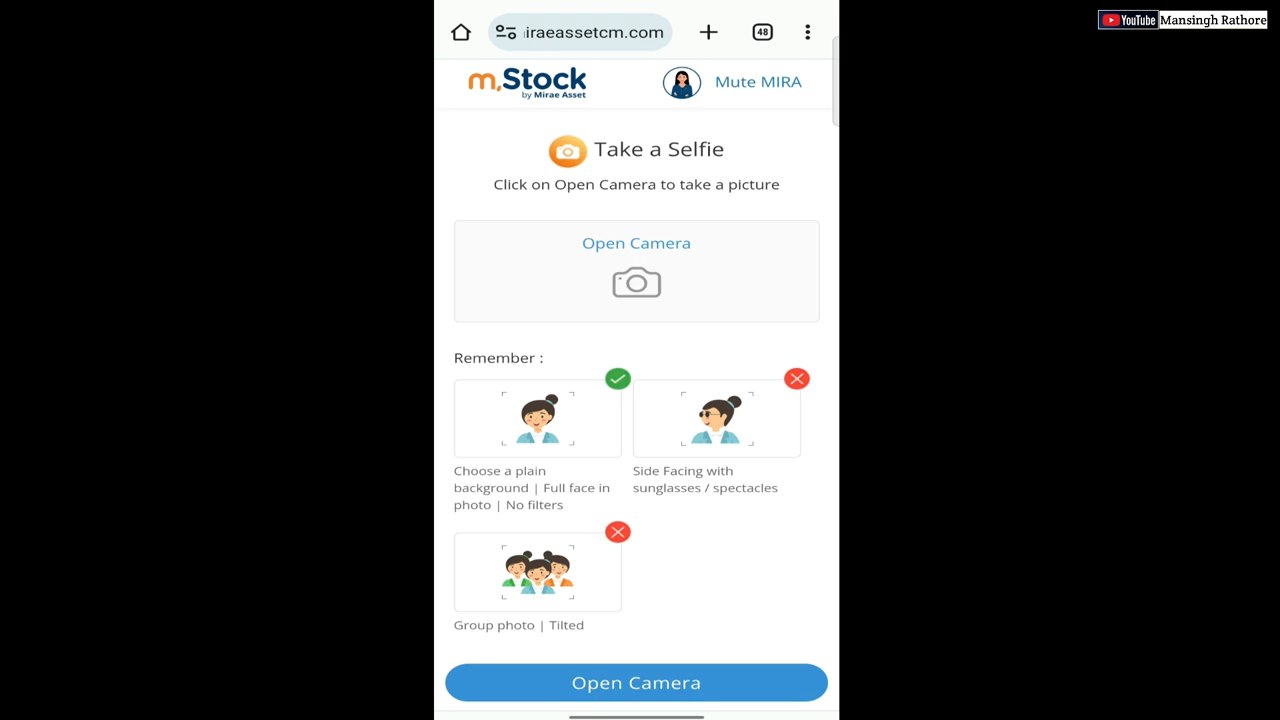 YouTube Mansingh Rathore
iraeassetcm.com 48
m.Stock
by Mirae Asset
Mute MIRA
Take a Selfie
Click on Open Camera to take a picture
Open Camera
Remember :
Choose a plain
background | Full face in
photo | No filters
Side Facing with
sunglasses / spectacles
Group photo | Tilted
Open Camera